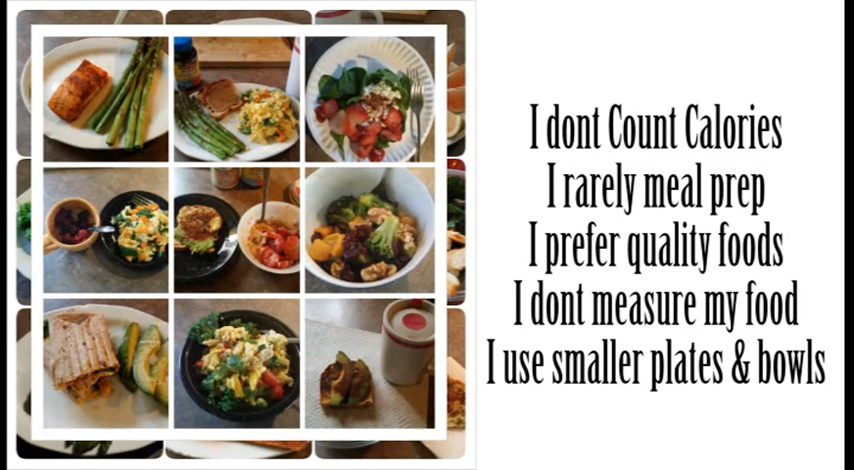 I dont Count Calories
I rarely meal prep
I prefer quality foods
I dont measure my food
I use smaller plates & bowls